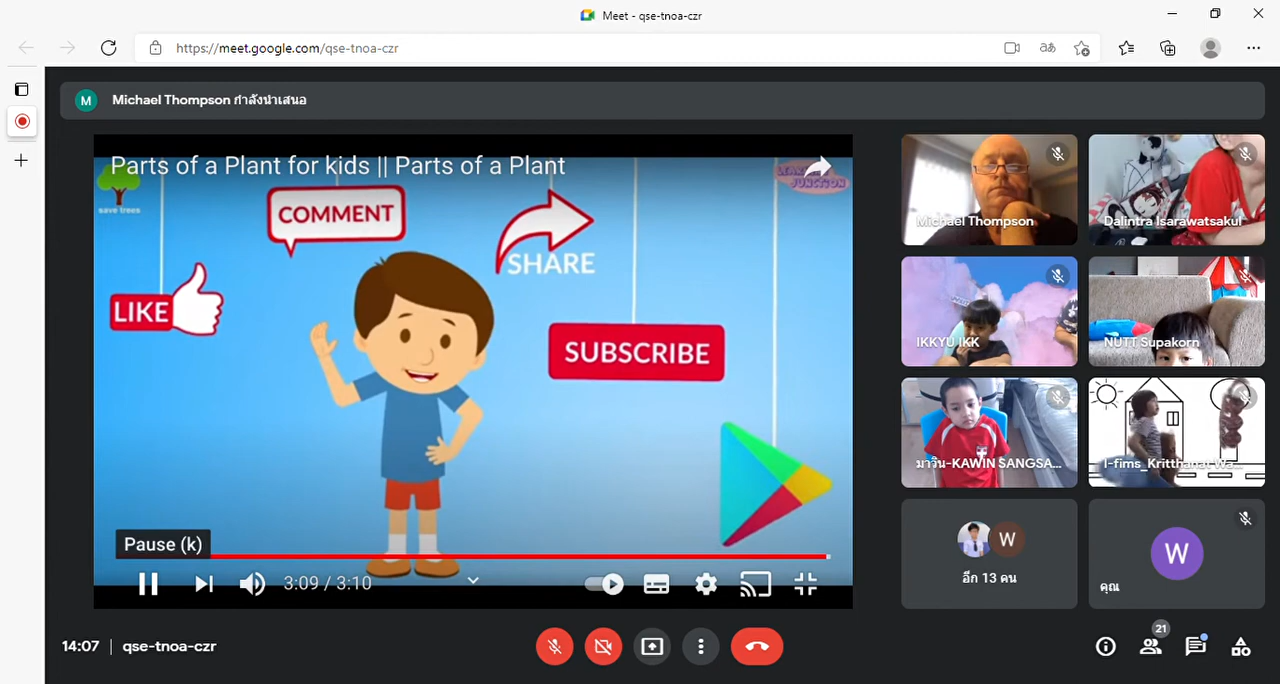 Meet - qse-tnoa-czr
https://meet.google.com/qse-tnoa-czr
M
Michael Thompson กำลังนำเสนอ
Parts of a Plant for kids || Parts of a Plant
save trees
JUNCTION
COMMENT
SHARE
LIKE
SUBSCRIBE
Pause (k)
3:09 / 3:10
Michael Thompson
Dalintra Isarawatsakul
IKKYU IKK
NUTT Supakorn
มาวิน-KAWIN SANGSA...
I-fims_Kritthanat Wa...
W
อีก 13 คน
W
คุณ
14:07 | qse-tnoa-czr
21